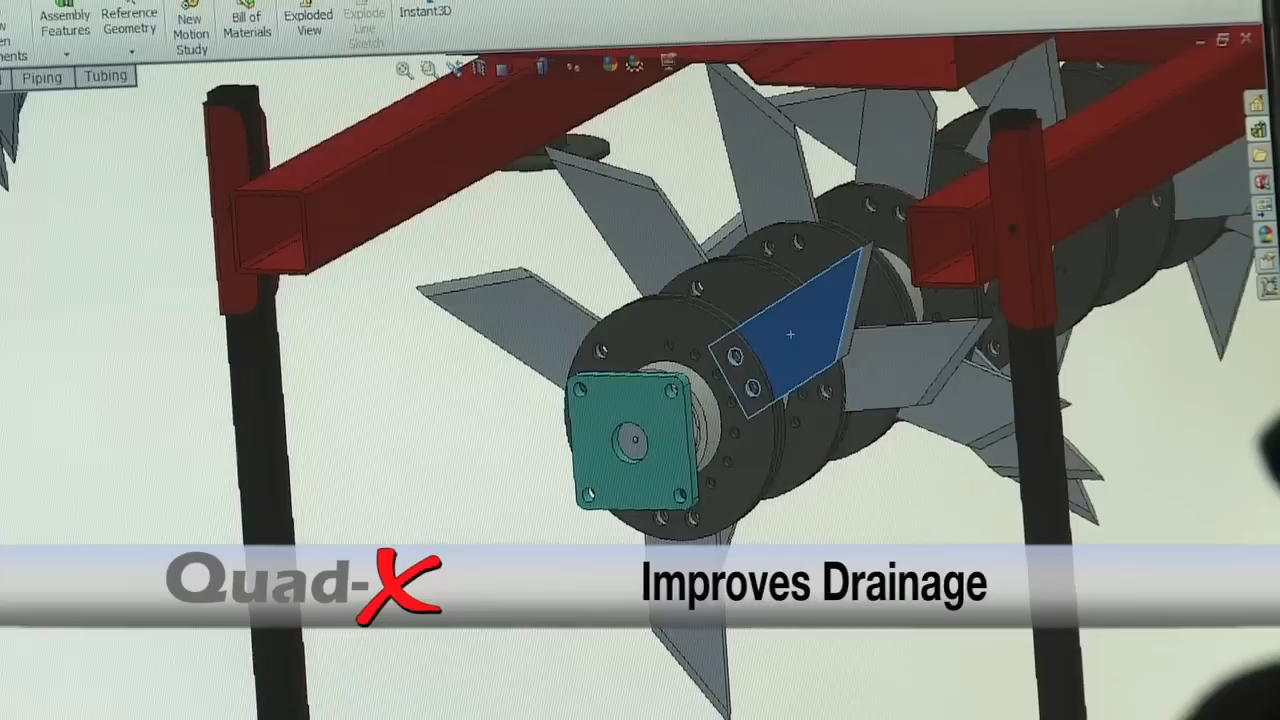 Assembly Features
Reference Geometry
New Motion Study
Bill of Materials
Exploded View
Explode Line Sketch
Instant3D
Piping
Tubing
Quad-X
Improves Drainage